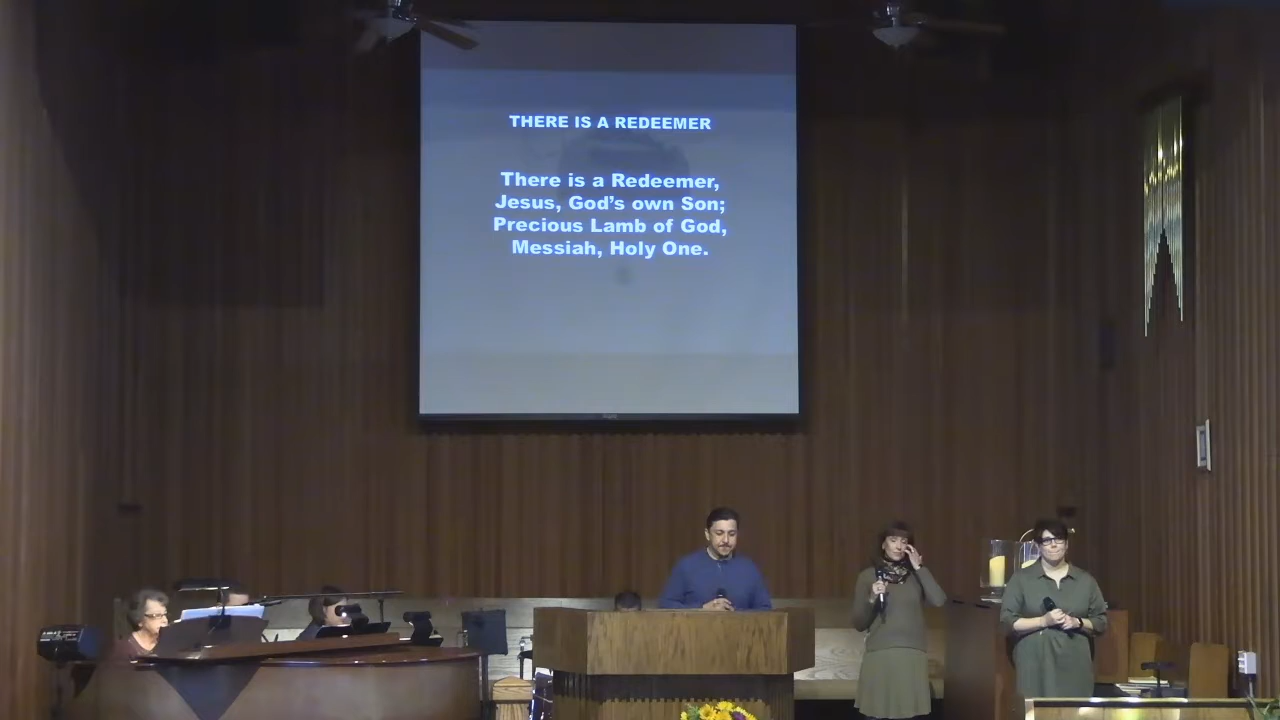 THERE IS A REDEEMER
There is a Redeemer,
Jesus, God's own Son;
Precious Lamb of God,
Messiah, Holy One.